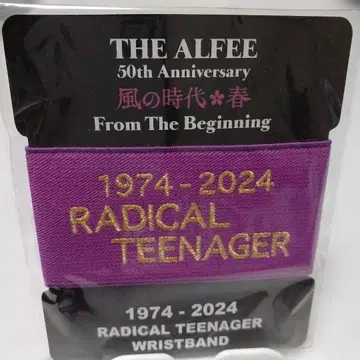 THE ALFEE
50th Anniversary
風の時代✽春
From The Beginning
1974-2024
RADICAL
TEENAGER
1974 - 2024
RADICAL TEENAGER
WRISTBAND